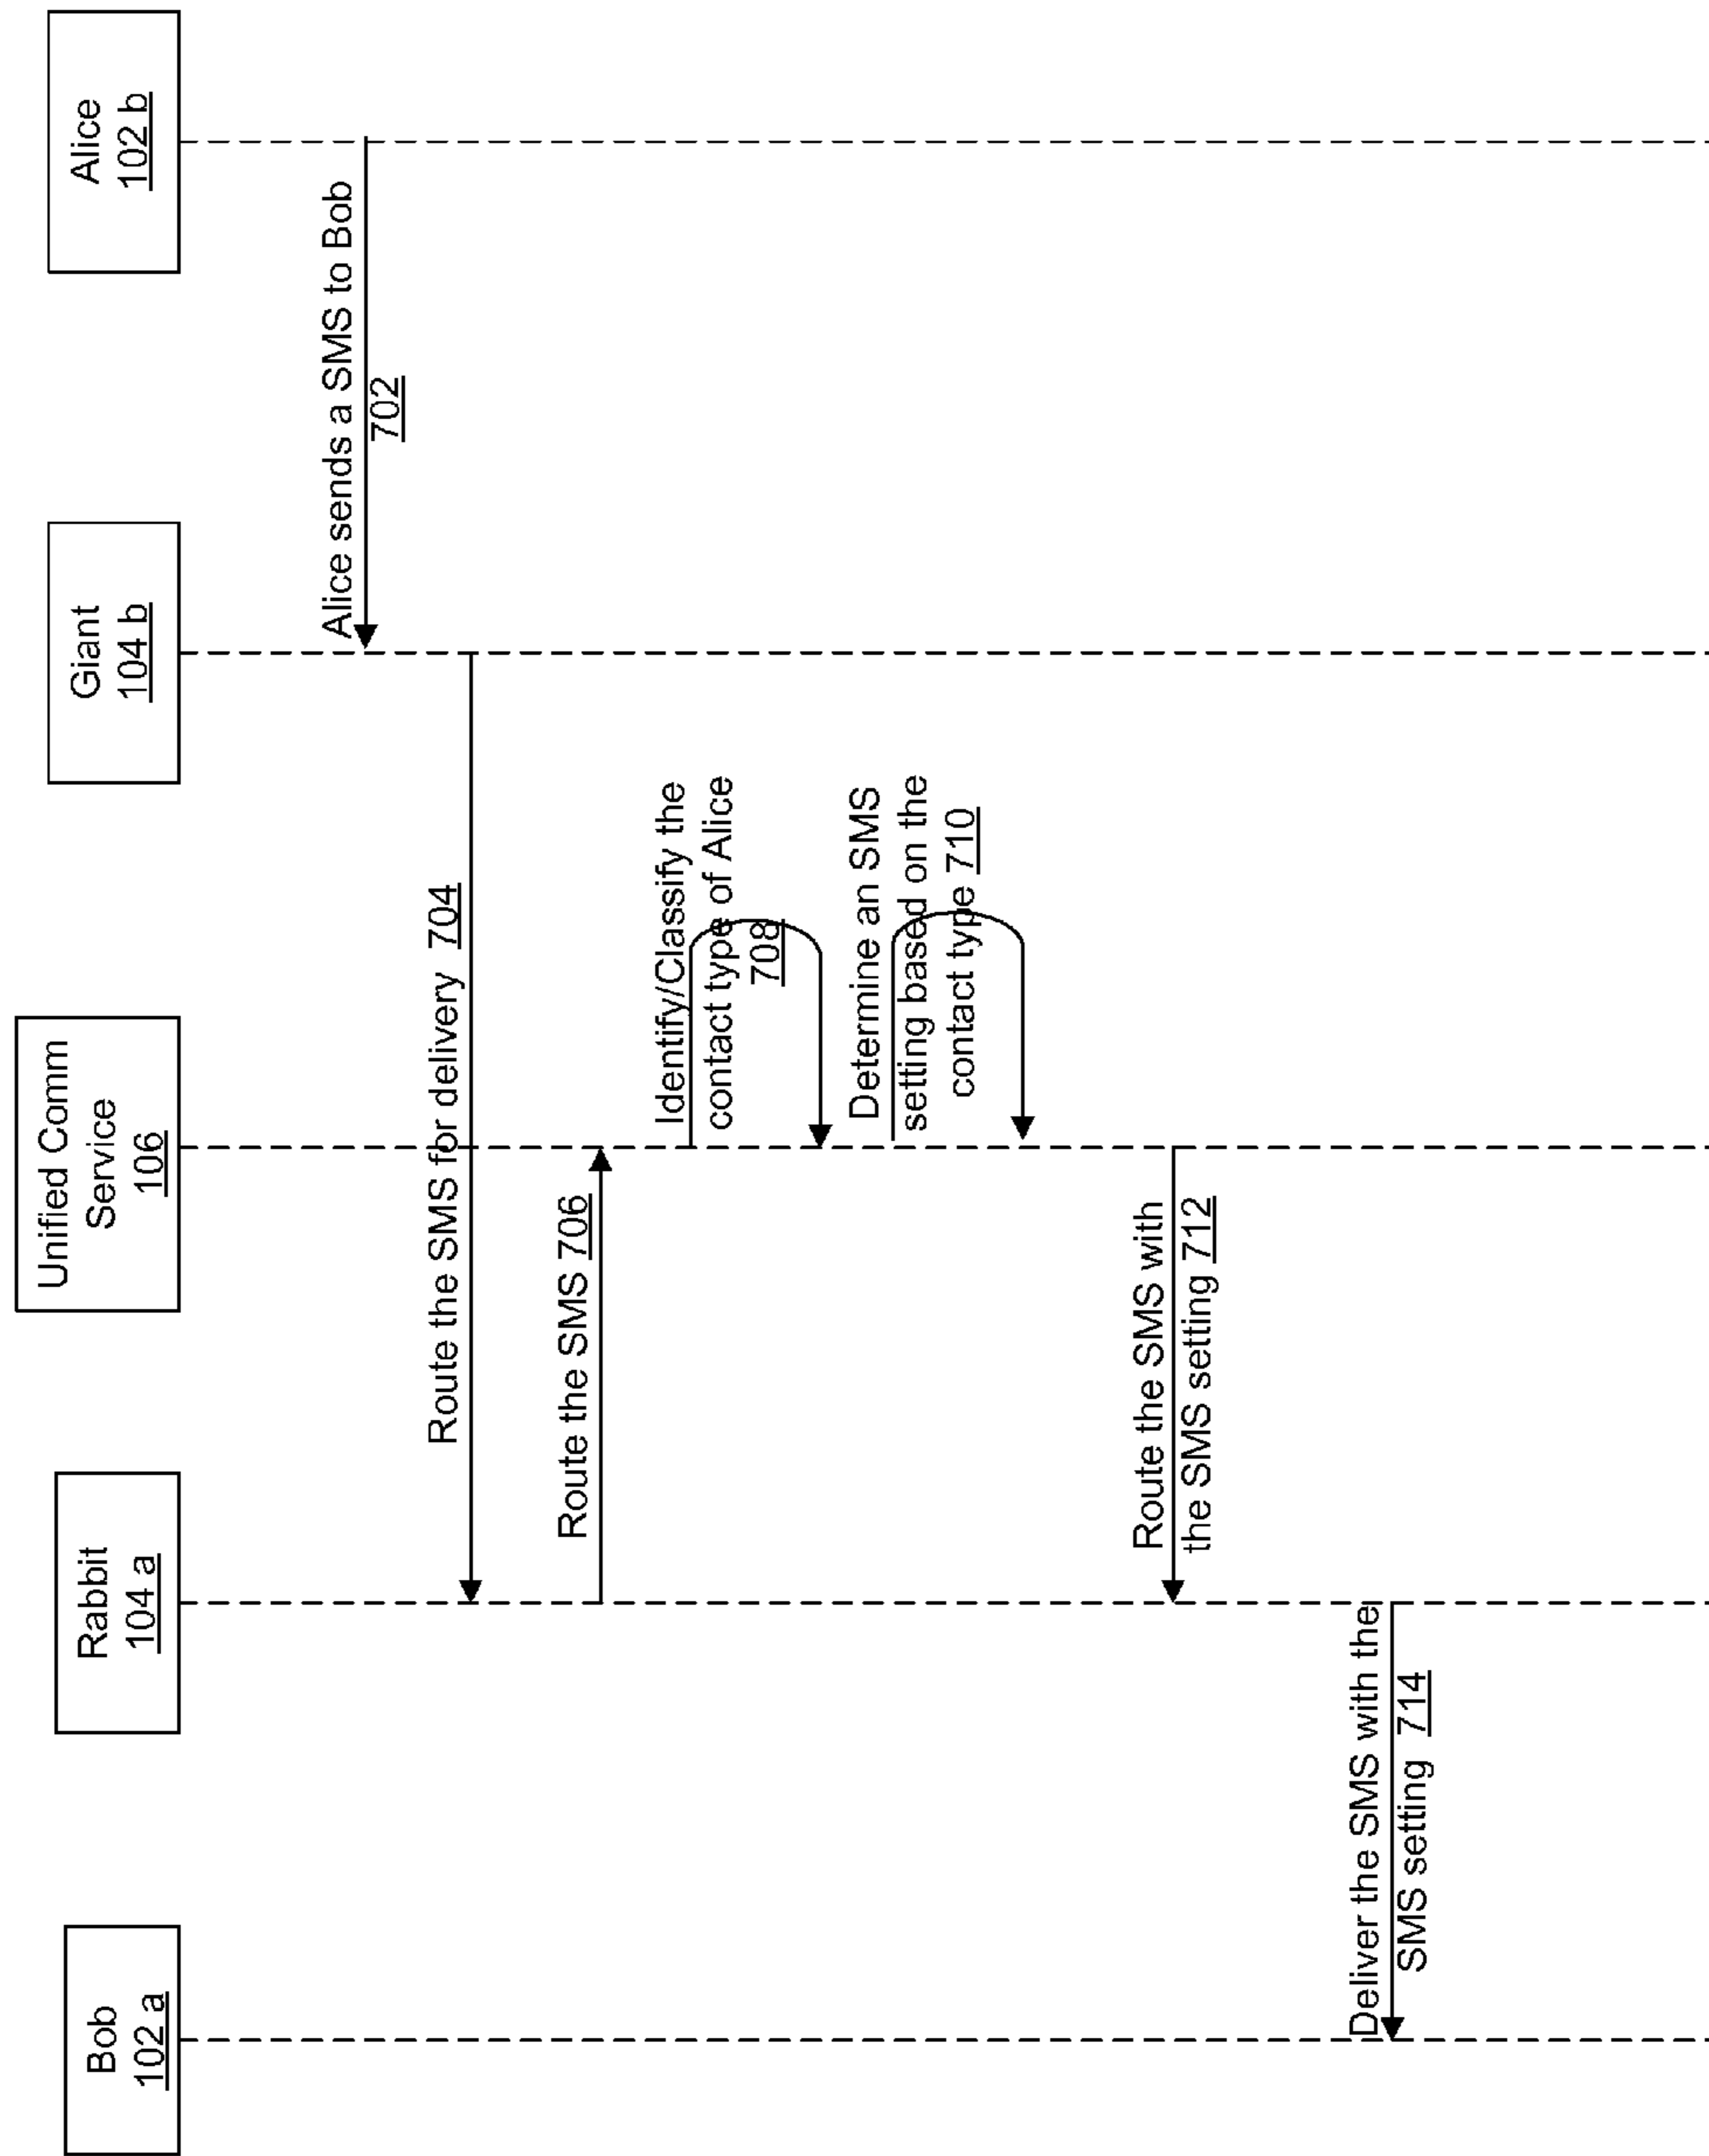 Bob
102 a
Rabbit
104 a
Unified Comm
Service
106
Giant
104 b
Alice
102 b
Alice sends a SMS to Bob
702
Route the SMS for delivery 704
Route the SMS 706
Identify/Classify the
contact type of Alice
708
Determine an SMS
setting based on the
contact type 710
Route the SMS with
the SMS setting 712
Deliver the SMS with the
SMS setting 714